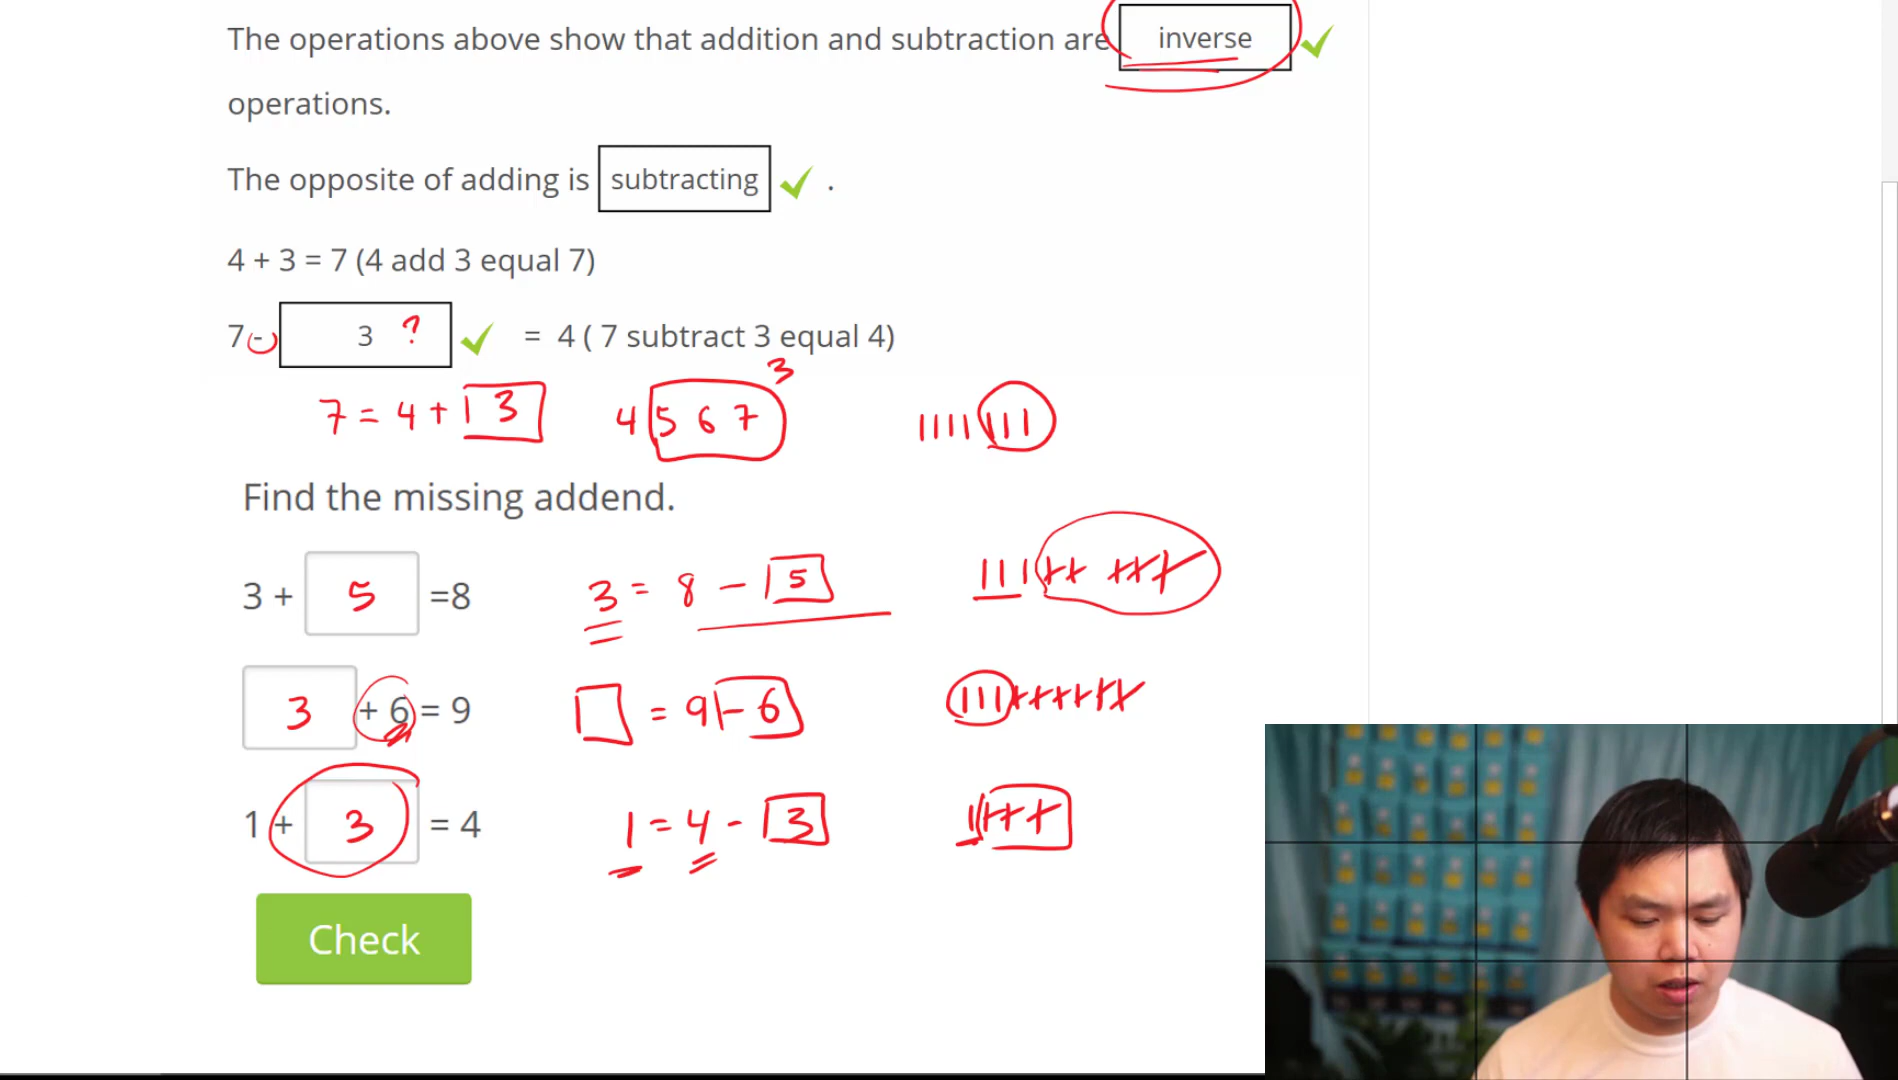 The operations above show that addition and subtraction are inverse
operations.
The opposite of adding is subtracting .
4 + 3 = 7 (4 add 3 equal 7)
7 - 3 ? = 4 ( 7 subtract 3 equal 4)
7 = 4 + 3 4 5 6 7 3
Find the missing addend.
3 + 5 =8 3 = 8 - 5
3 + 6 = 9 = 9 - 6
1 + 3 = 4 1 = 4 - 3
Check